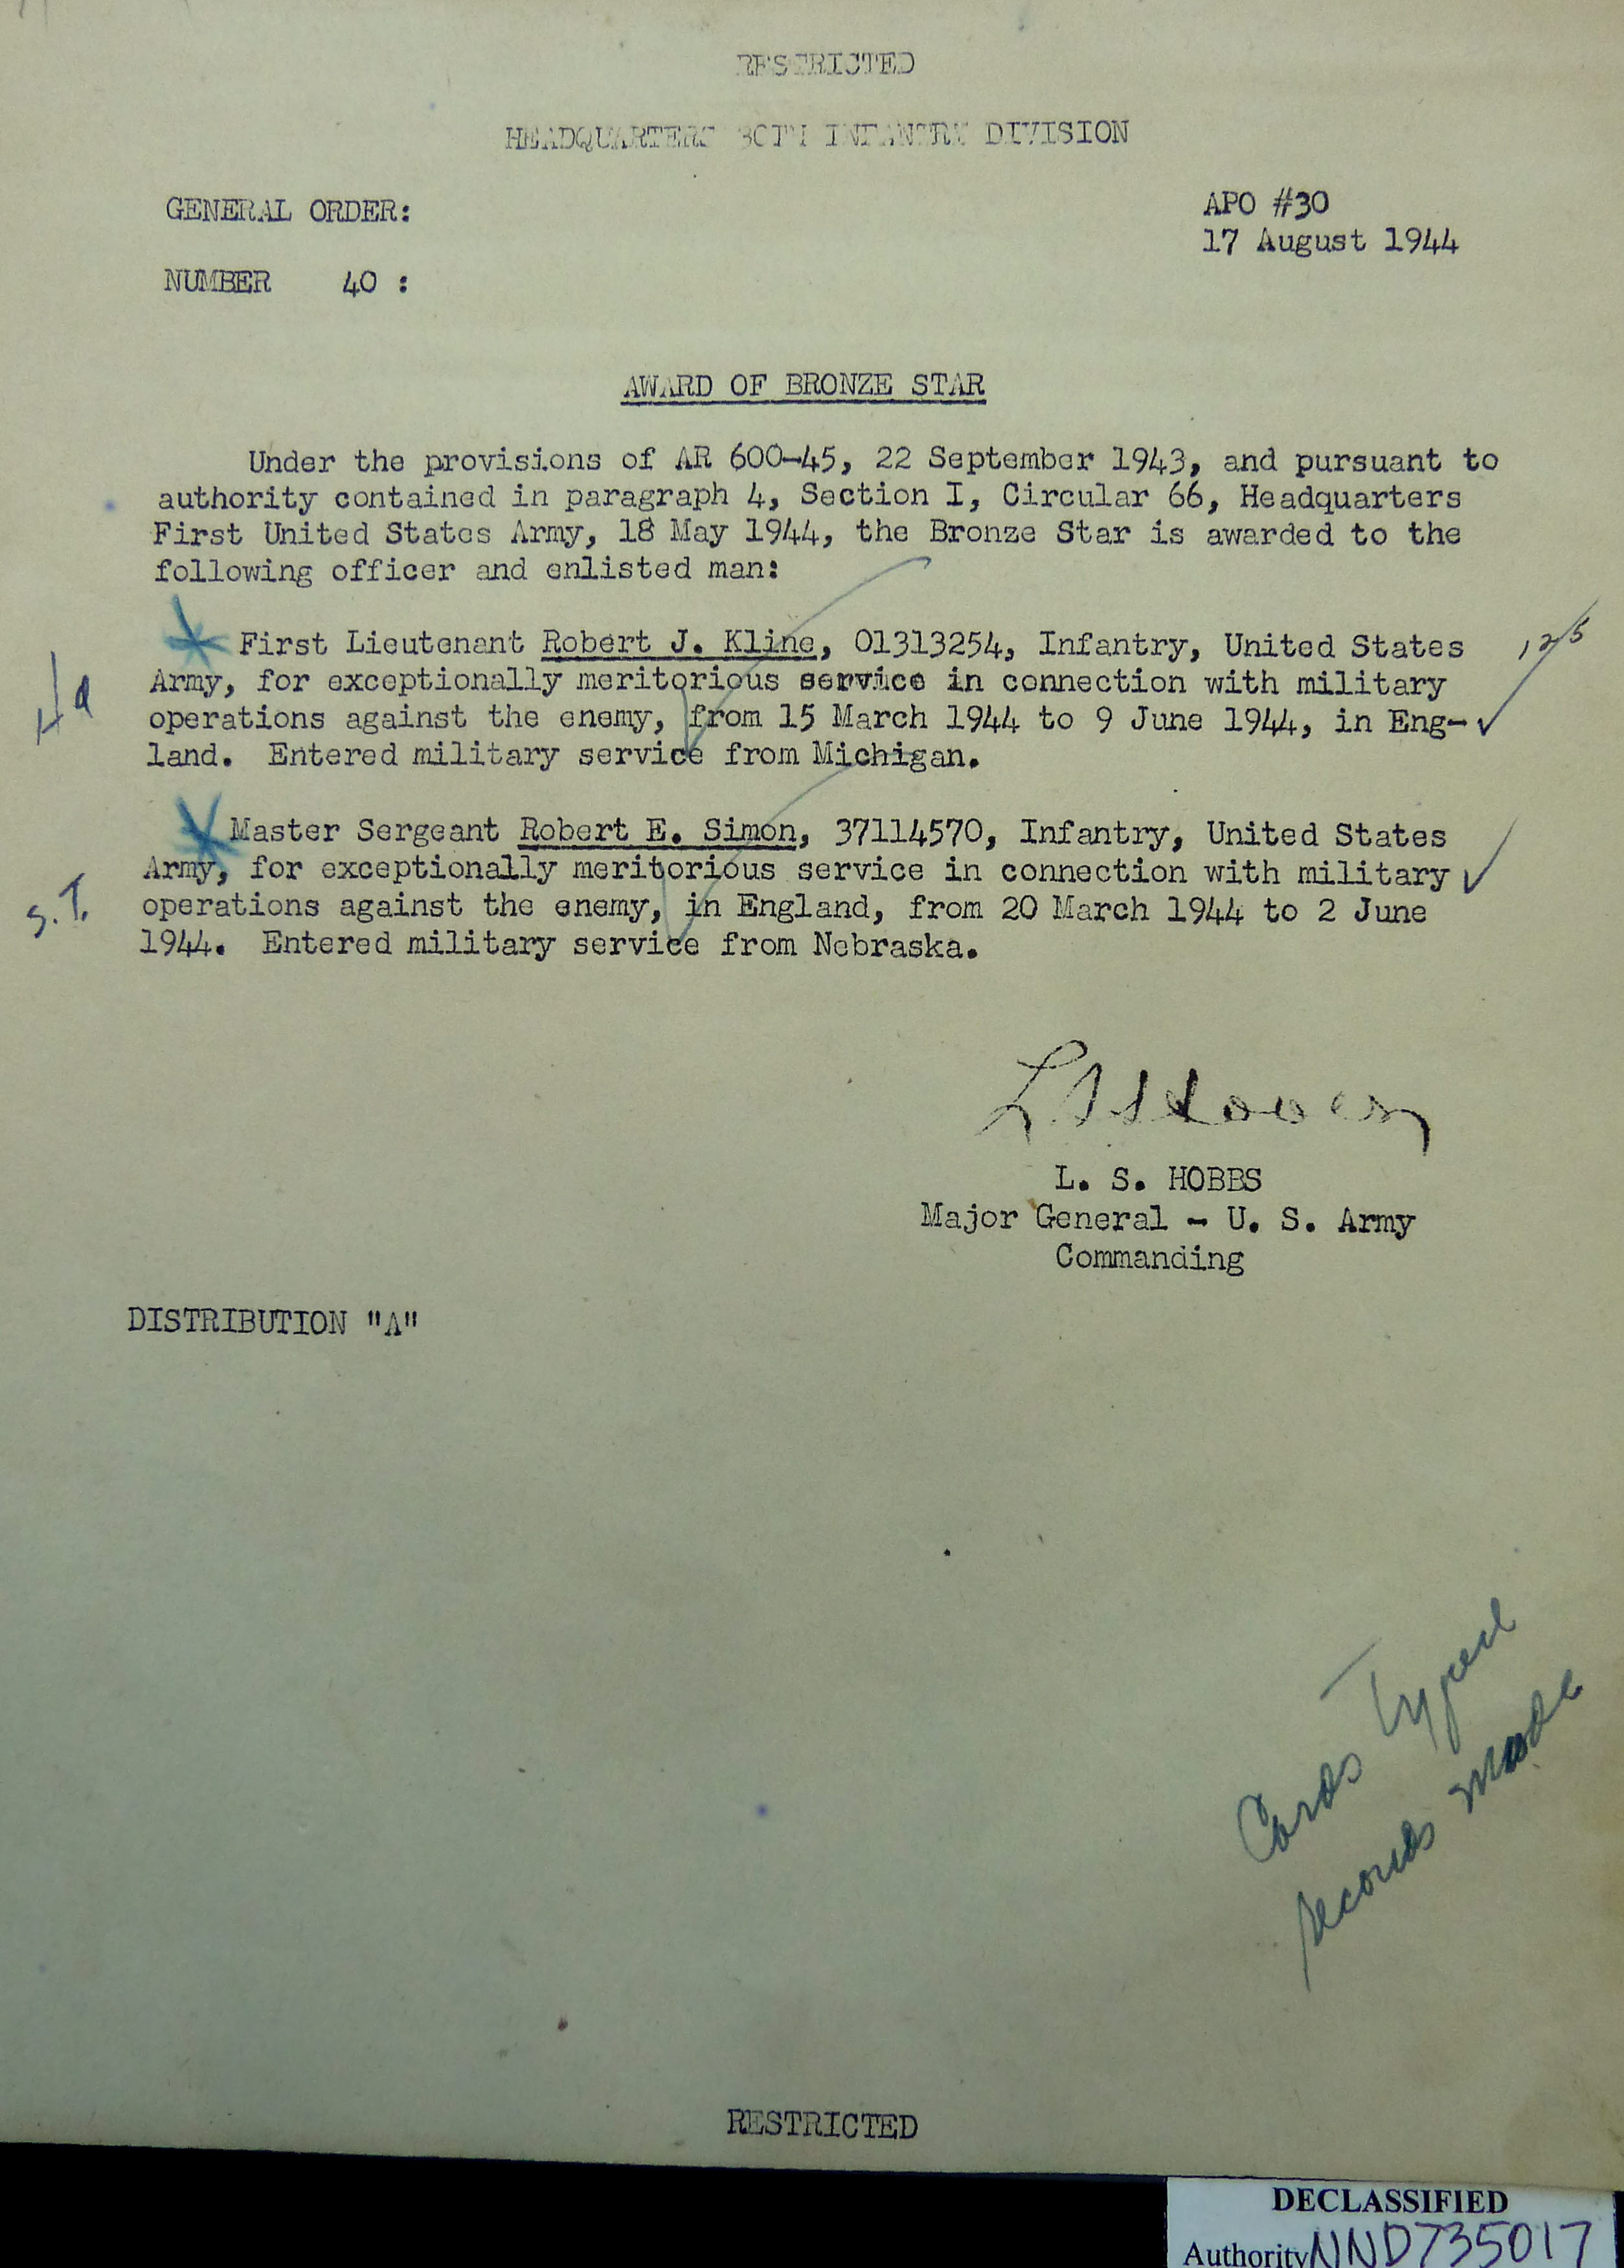 RESTRICTED
HEADQUARTERS 30TH INFANTRY DIVISION
GENERAL ORDER:
APO #30
17 August 1944
NUMBER 40 :
AWARD OF BRONZE STAR
Under the provisions of AR 600-45, 22 September 1943, and pursuant to
authority contained in paragraph 4, Section I, Circular 66, Headquarters
First United States Army, 18 May 1944, the Bronze Star is awarded to the
following officer and enlisted man:
First Lieutenant Robert J. Kline, O1313254, Infantry, United States
Army, for exceptionally meritorious service in connection with military
operations against the enemy, from 15 March 1944 to 9 June 1944, in Eng-
land. Entered military service from Michigan.
Master Sergeant Robert E. Simon, 37114570, Infantry, United States
Army, for exceptionally meritorious service in connection with military
S.T.
operations against the enemy, in England, from 20 March 1944 to 2 June
1944. Entered military service from Nebraska.
L. S. HOBBS
Major General - U. S. Army
Commanding
DISTRIBUTION "A"
Cards Typed
records made
RESTRICTED
DECLASSIFIED
Authority NND735017